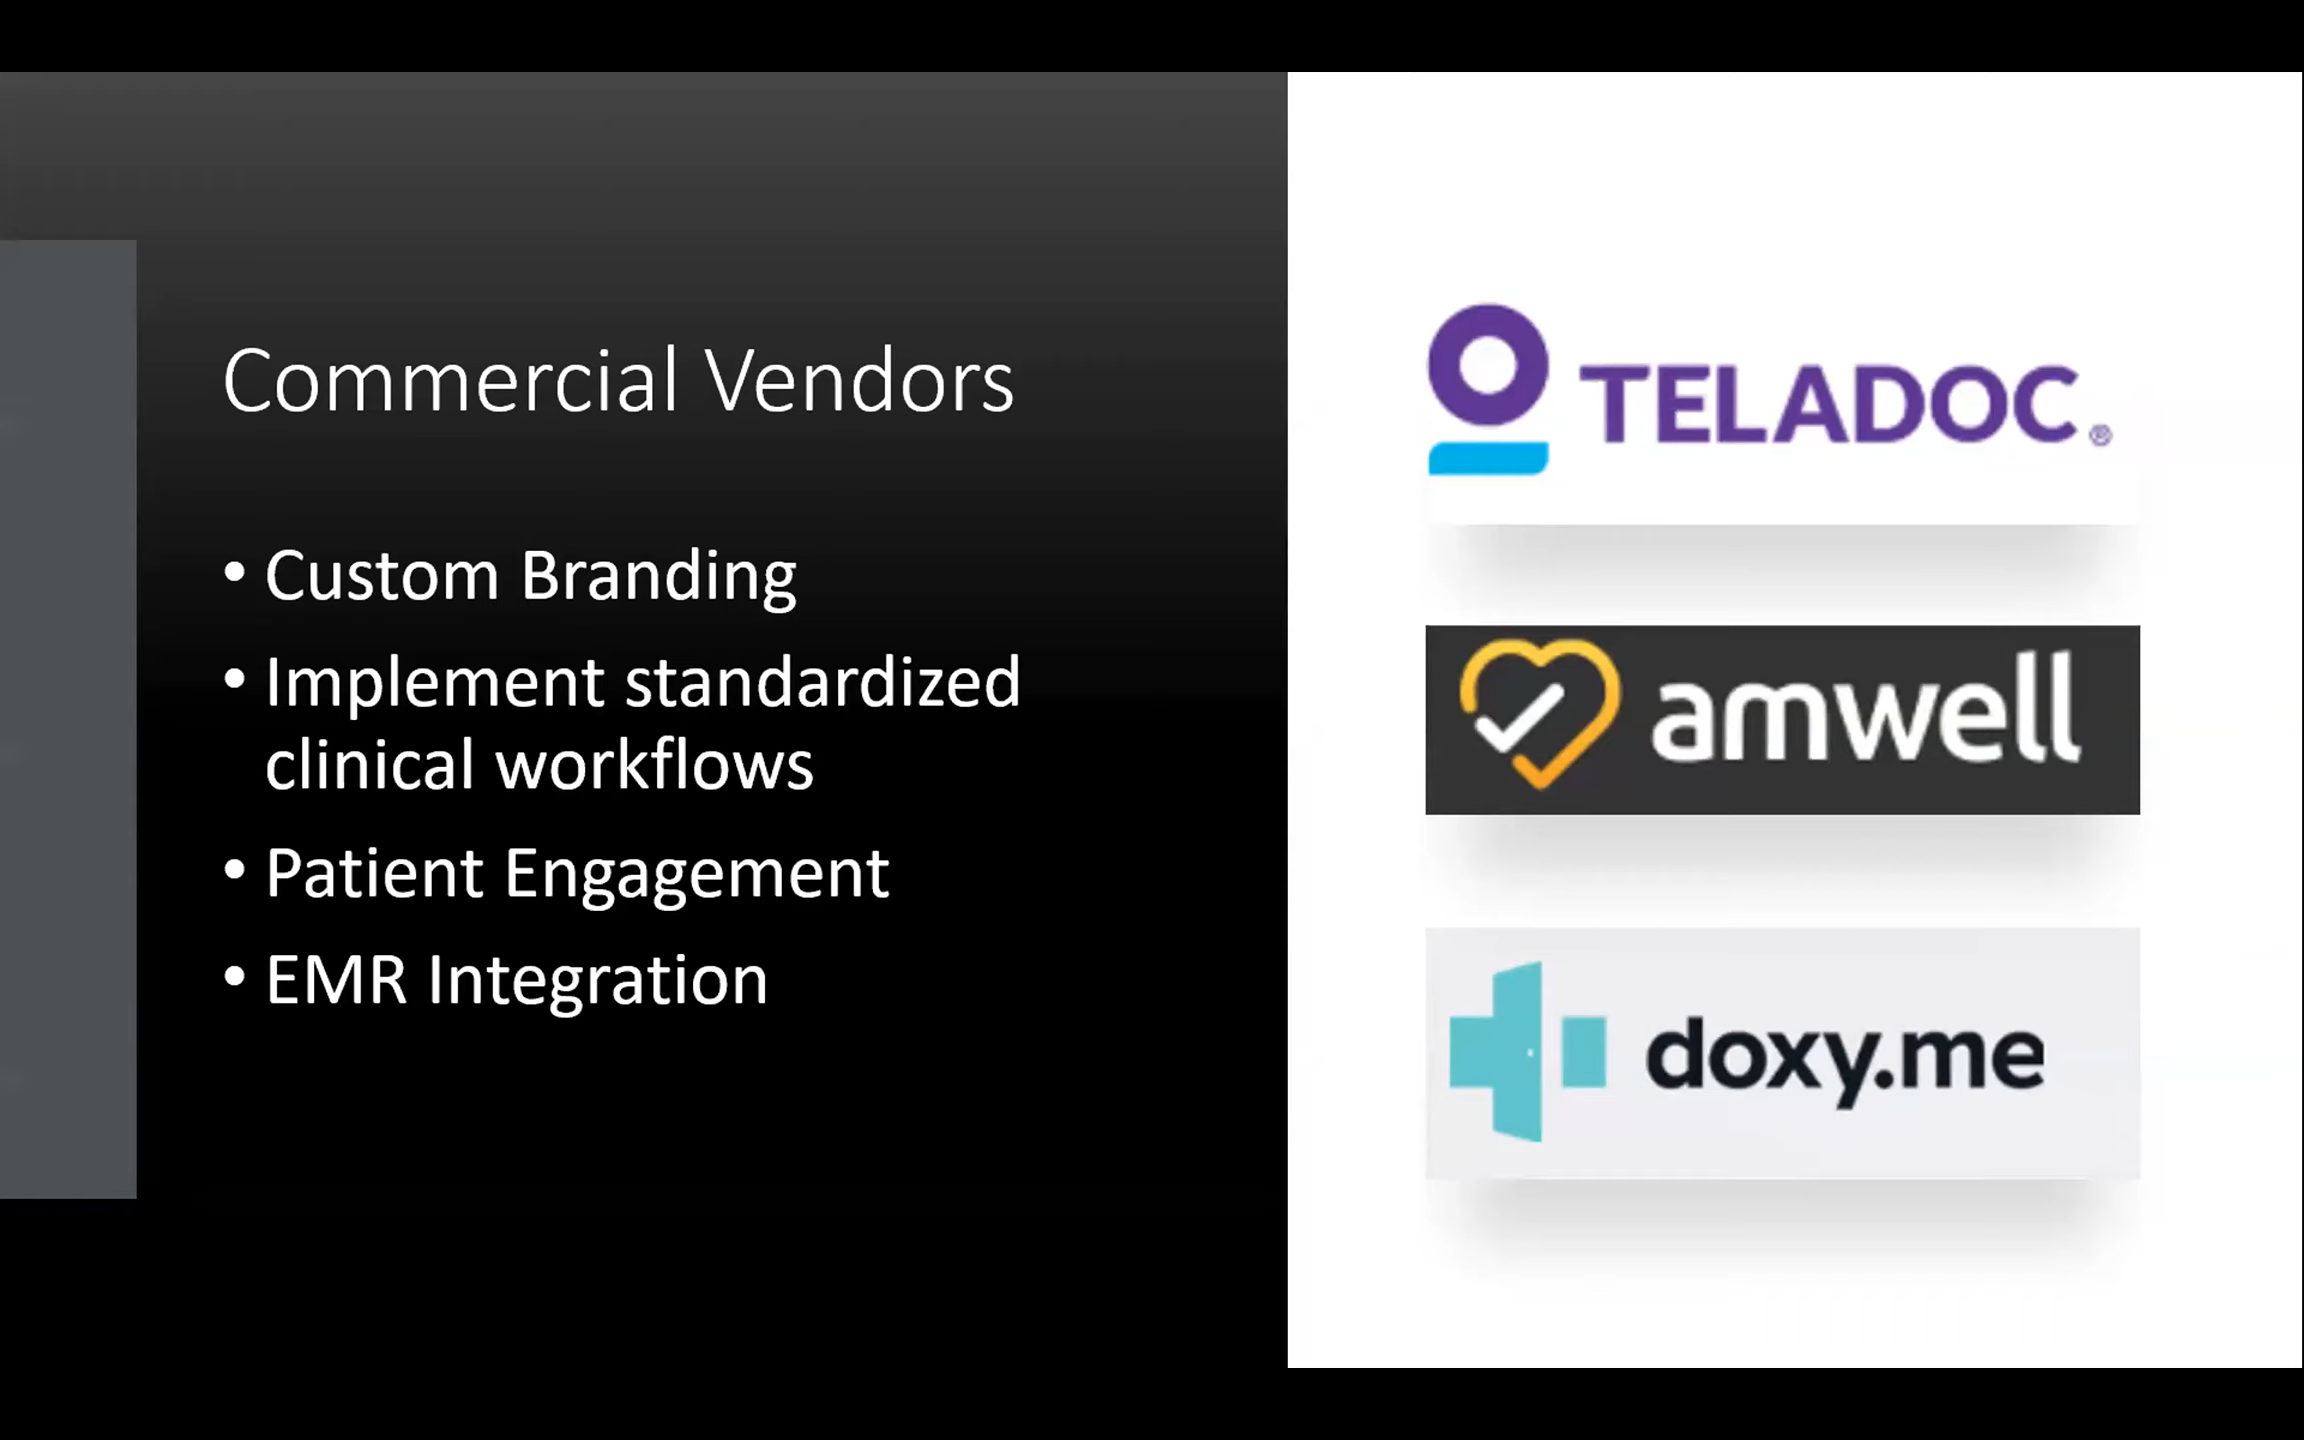 Commercial Vendors
• Custom Branding
• Implement standardized
clinical workflows
• Patient Engagement
• EMR Integration
TELADOC®
amwell
doxy.me